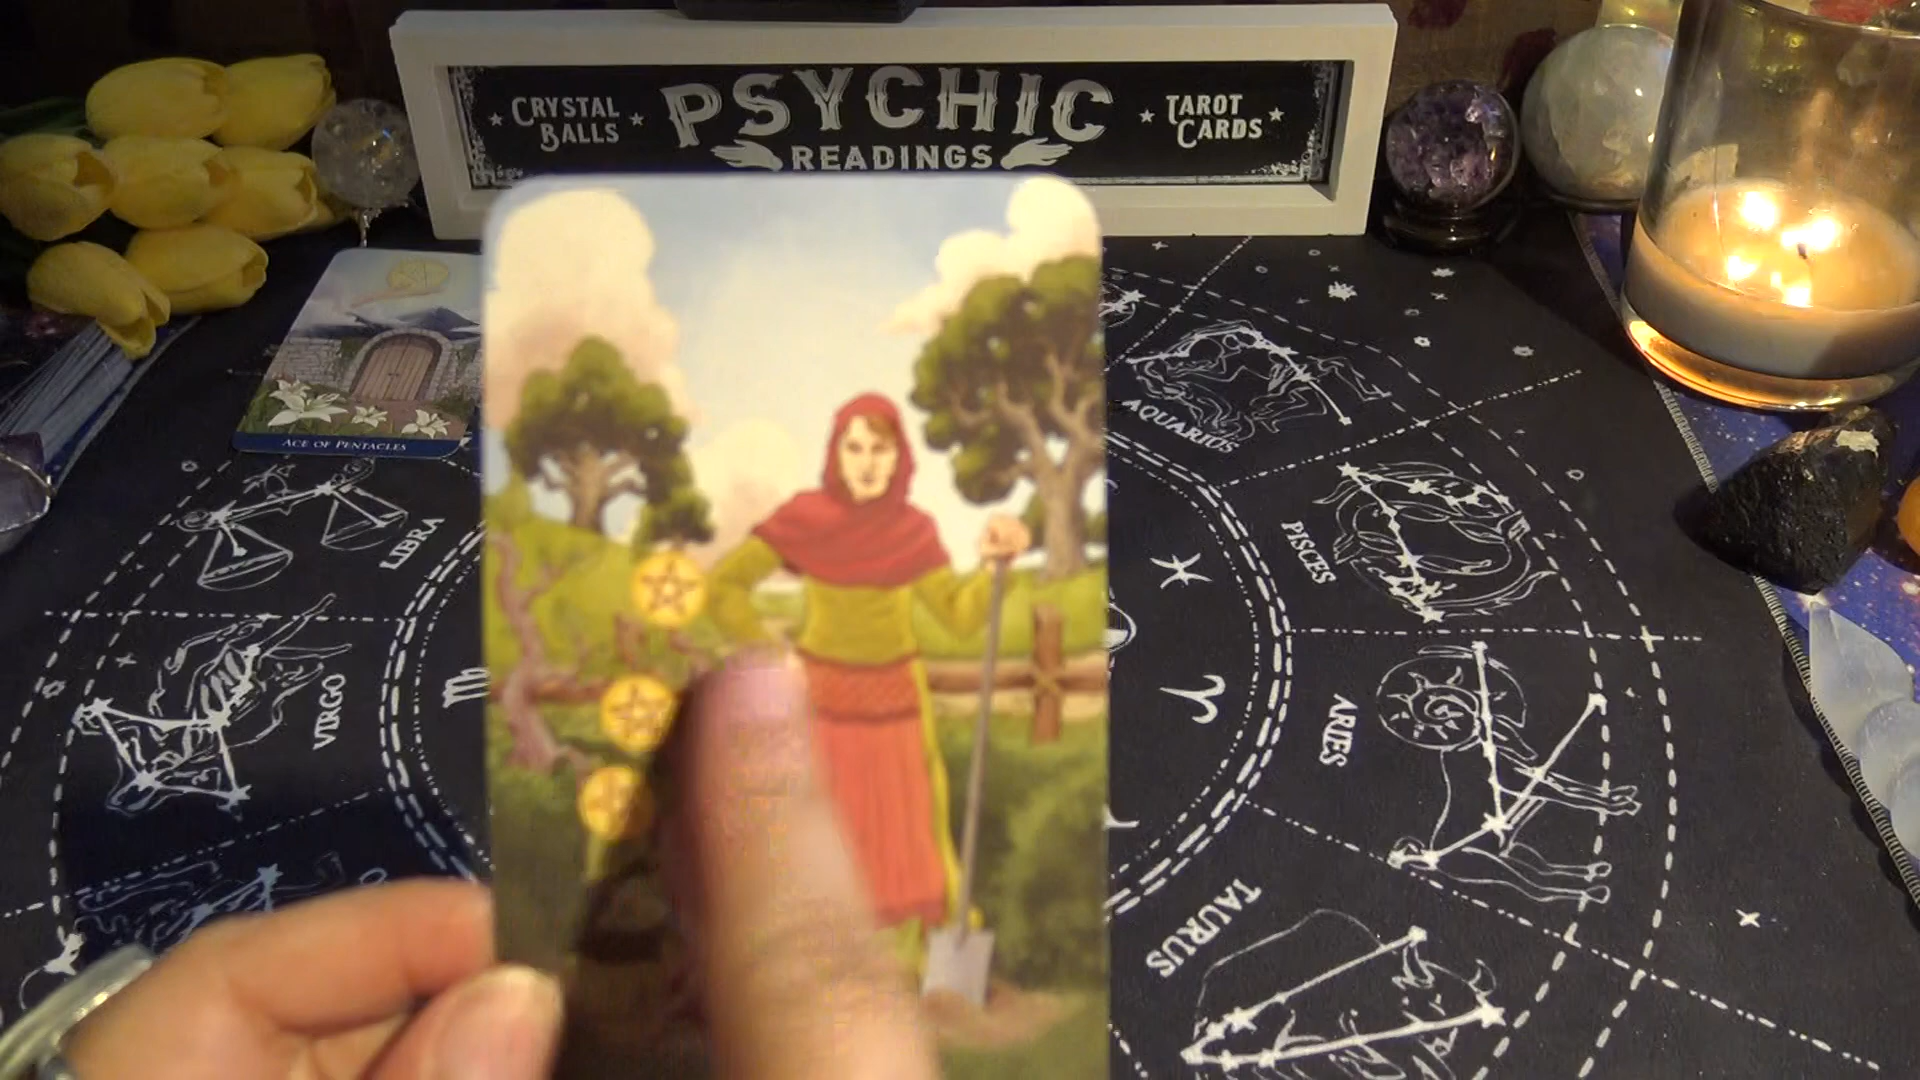 CRYSTAL
BALLS
PSYCHIC
READINGS
TAROT
CARDS
ACE OF PENTACLES
AQUARIUS
PISCES
ARIES
TAURUS
LIBRA
VIRGO